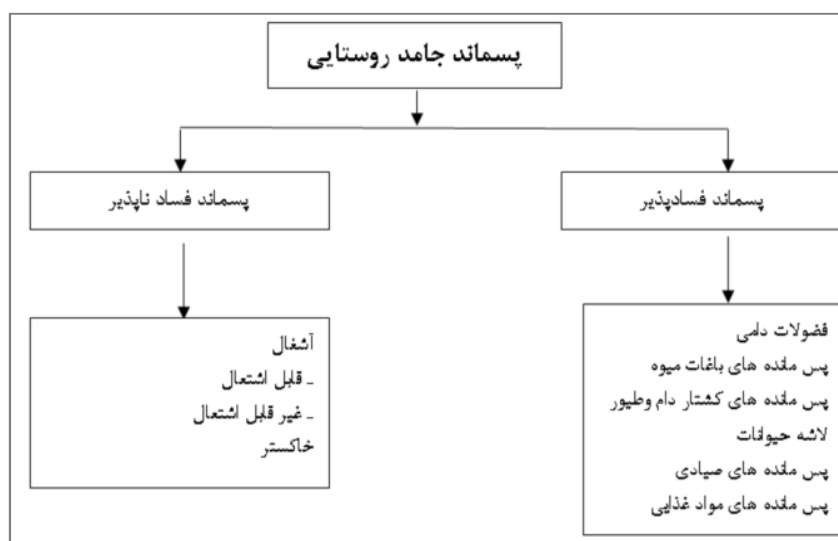 پسماند جامد روستایی
پسماند فسادپذیر
پسماند فساد ناپذیر
فضولات دامی
پس مانده های باغات میوه
پس مانده های کشتار دام وطیور
لاشه حیوانات
پس مانده های صیادی
پس مانده های مواد غذایی
آشغال
ـ قابل اشتعال
ـ غیر قابل اشتعال
خاکستر